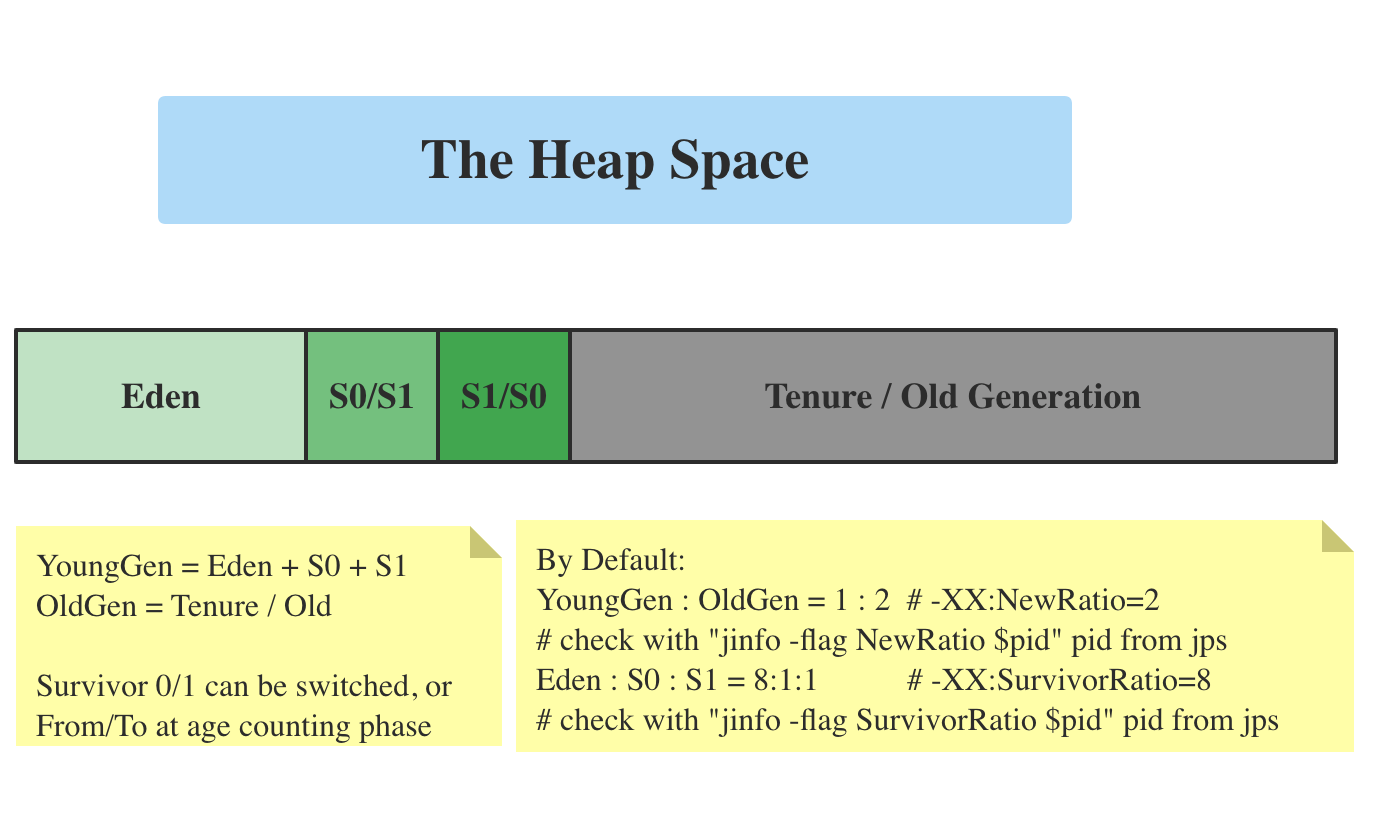 The Heap Space
Eden
S0/S1
S1/S0
Tenure / Old Generation
YoungGen = Eden + S0 + S1
OldGen = Tenure / Old
Survivor 0/1 can be switched, or
From/To at age counting phase
By Default:
YoungGen : OldGen = 1 : 2  # -XX:NewRatio=2
# check with "jinfo -flag NewRatio $pid" pid from jps
Eden : S0 : S1 = 8:1:1  # -XX:SurvivorRatio=8
# check with "jinfo -flag SurvivorRatio $pid" pid from jps